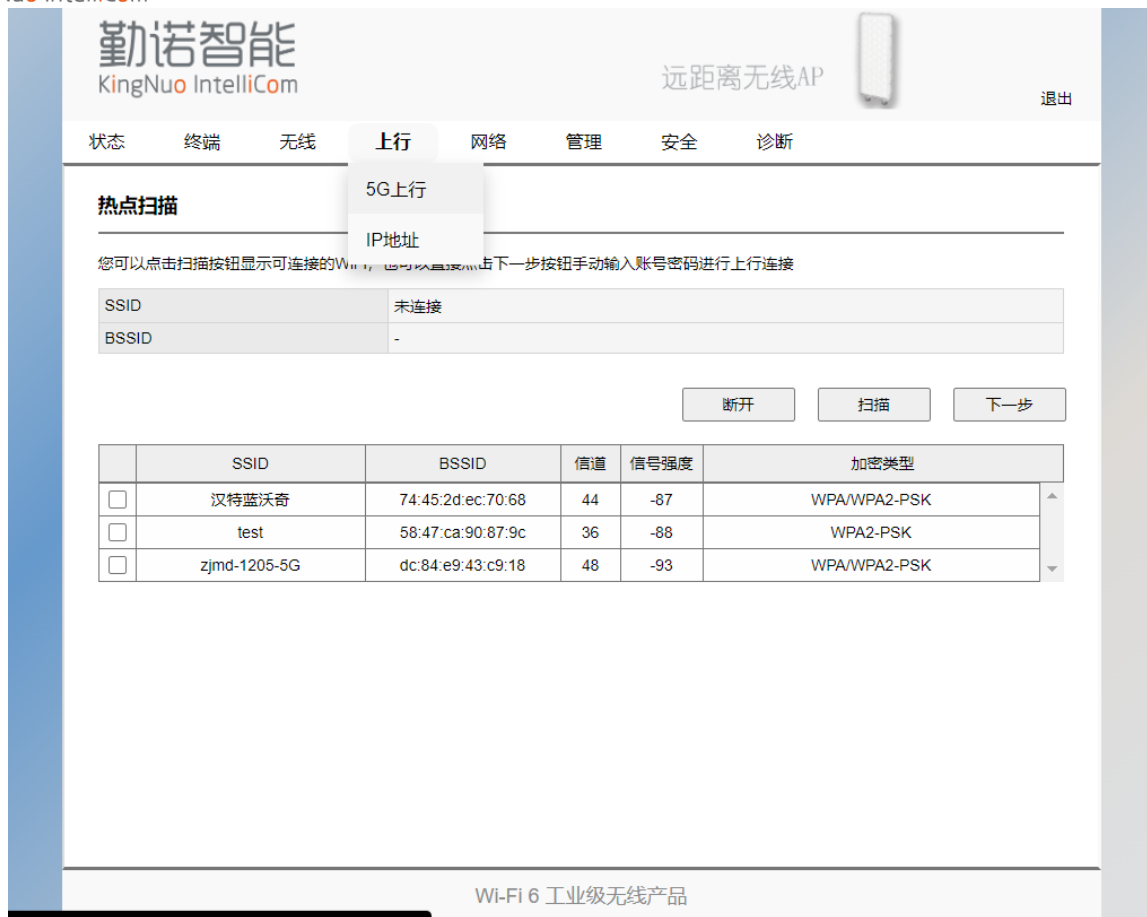 勤诺智能
KingNuo IntelliCom
远距离无线AP
退出
状态 终端 无线 上行 网络 管理 安全 诊断
5G上行
IP地址
热点扫描
您可以点击扫描按钮显示可连接的WiFi，也可以直接点击下一步按钮手动输入账号密码进行上行连接
SSID 未连接
BSSID -
断开 扫描 下一步
SSID BSSID 信道 信号强度 加密类型
汉特蓝沃奇 74:45:2d:ec:70:68 44 -87 WPA/WPA2-PSK
test 58:47:ca:90:87:9c 36 -88 WPA2-PSK
zjmd-1205-5G dc:84:e9:43:c9:18 48 -93 WPA/WPA2-PSK
Wi-Fi 6 工业级无线产品